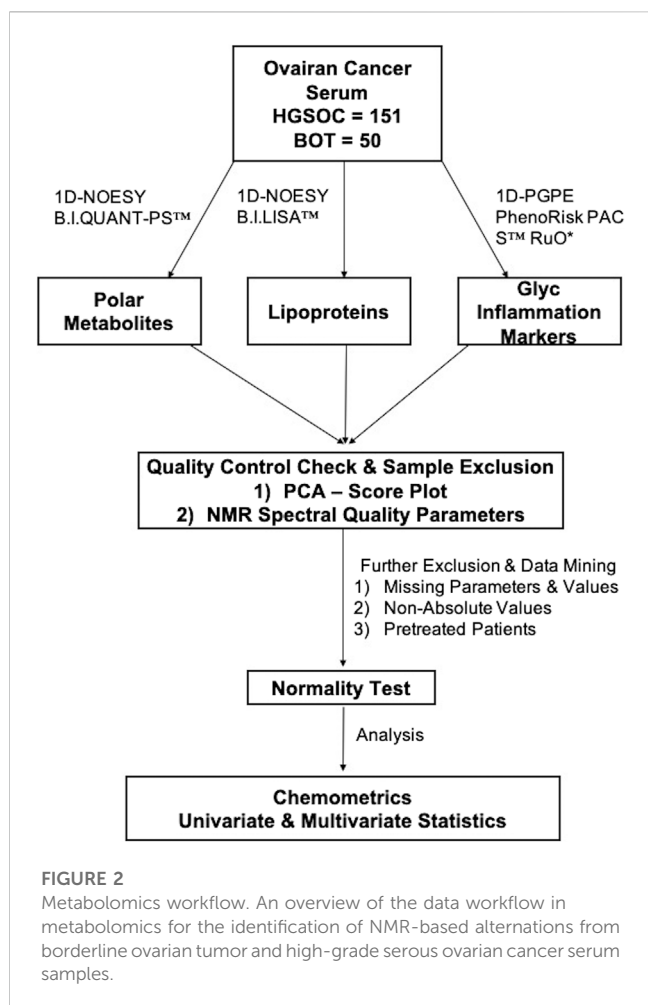 Ovairan Cancer
Serum
HGSOC = 151
BOT = 50
1D-NOESY
B.I.QUANT-PS™
1D-NOESY
B.I.LISA™
1D-PGPE
PhenoRisk PAC
S™ RuO*
Polar
Metabolites
Lipoproteins
Glyc
Inflammation
Markers
Quality Control Check & Sample Exclusion
1) PCA – Score Plot
2) NMR Spectral Quality Parameters
Further Exclusion & Data Mining
1) Missing Parameters & Values
2) Non-Absolute Values
3) Pretreated Patients
Normality Test
Analysis
Chemometrics
Univariate & Multivariate Statistics
FIGURE 2
Metabolomics workflow. An overview of the data workflow in
metabolomics for the identification of NMR-based alternations from
borderline ovarian tumor and high-grade serous ovarian cancer serum
samples.